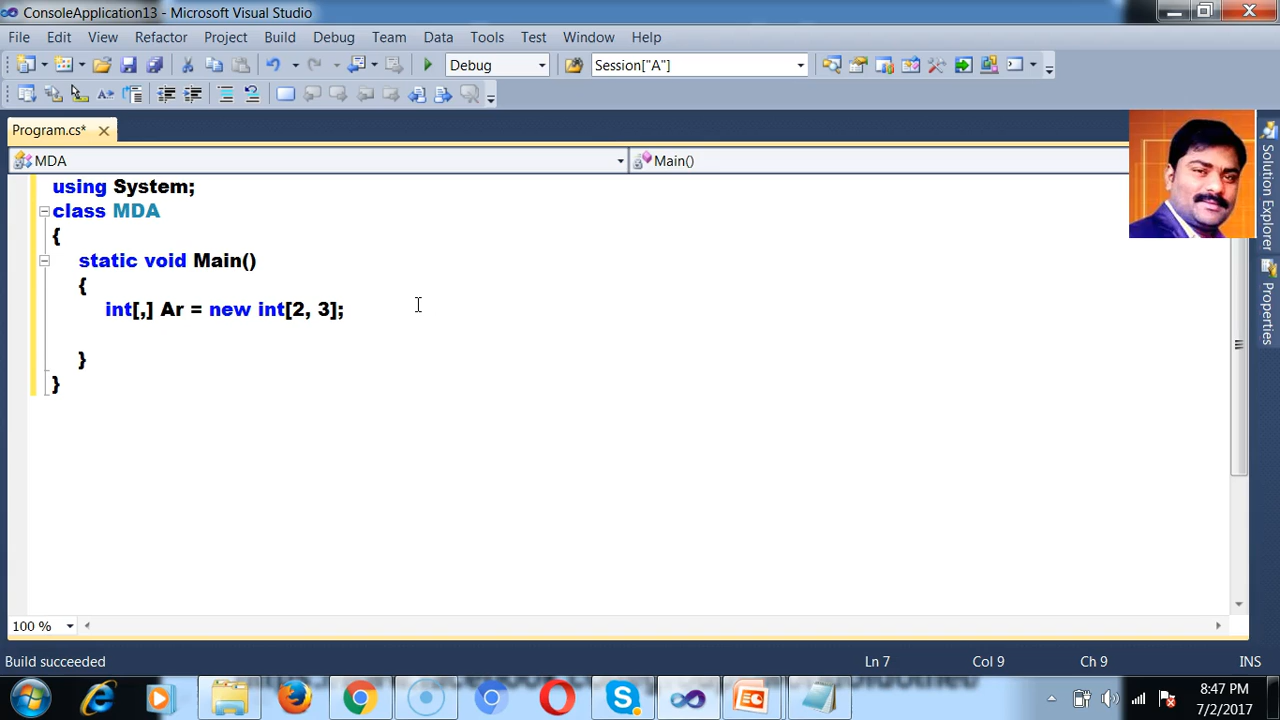 ConsoleApplication13 - Microsoft Visual Studio
File Edit View Refactor Project Build Debug Team Data Tools Test Window Help
Debug Session["A"]
Program.cs*
MDA Main()
using System;
class MDA
{
static void Main()
{
int[,] Ar = new int[2, 3];
}
}
Solution Explorer
Properties
100 %
Build succeeded Ln 7 Col 9 Ch 9 INS
8:47 PM
7/2/2017